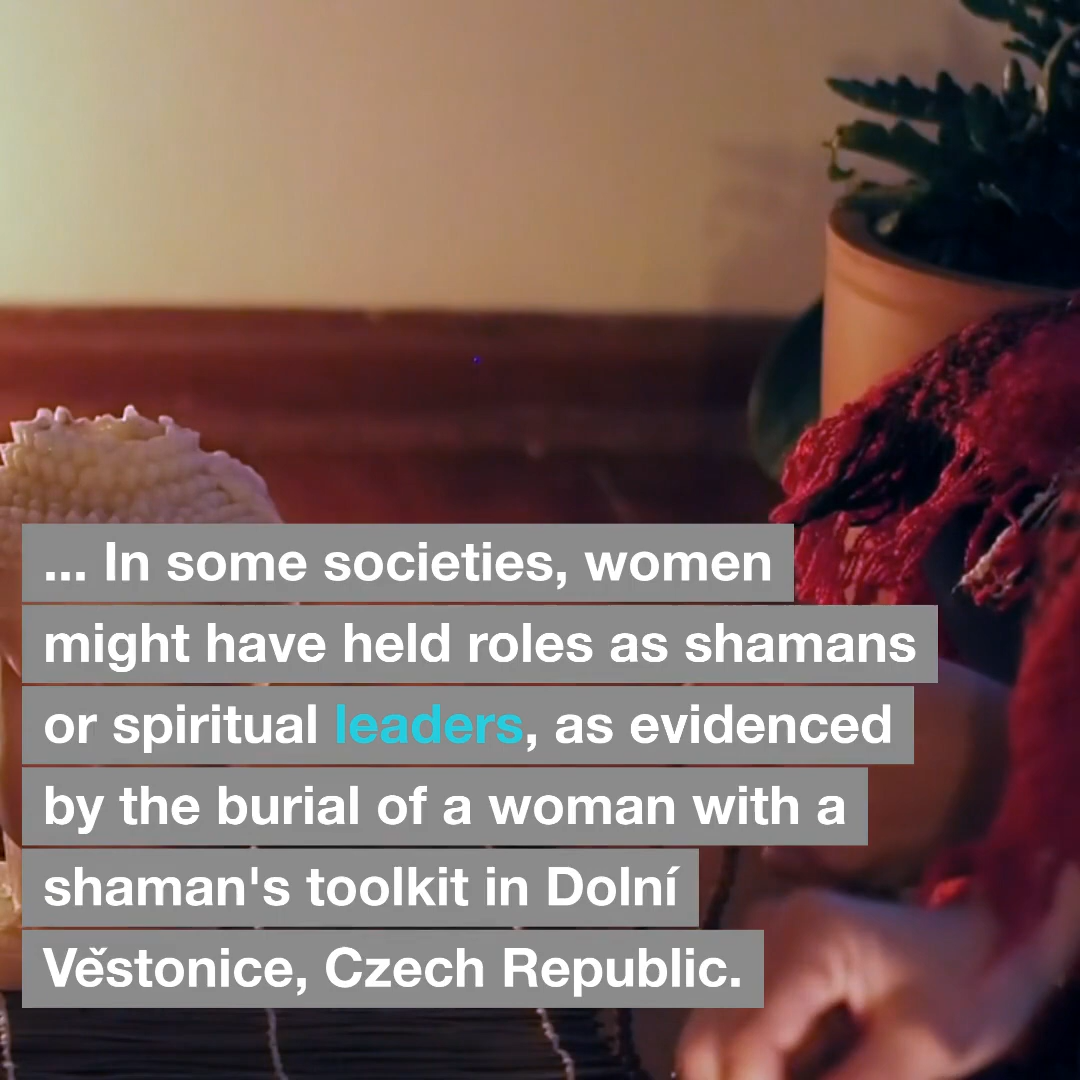 ... In some societies, women
might have held roles as shamans
or spiritual leaders, as evidenced
by the burial of a woman with a
shaman's toolkit in Dolní
Věstonice, Czech Republic.